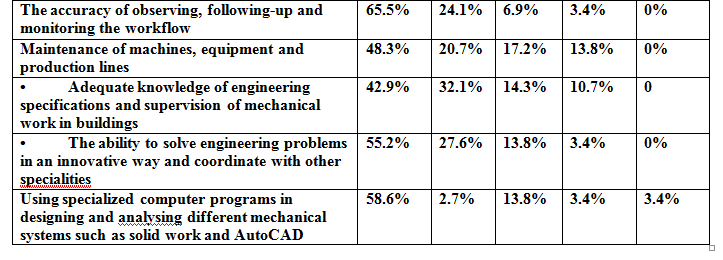 The accuracy of observing, following-up and 65.5% 24.1% 6.9% 3.4% 0%
monitoring the workflow
Maintenance of machines, equipment and 48.3% 20.7% 17.2% 13.8% 0%
production lines
• Adequate knowledge of engineering 42.9% 32.1% 14.3% 10.7% 0
specifications and supervision of mechanical
work in buildings
• The ability to solve engineering problems 55.2% 27.6% 13.8% 3.4% 0%
in an innovative way and coordinate with other
specialities
Using specialized computer programs in 58.6% 2.7% 13.8% 3.4% 3.4%
designing and analysing different mechanical
systems such as solid work and AutoCAD